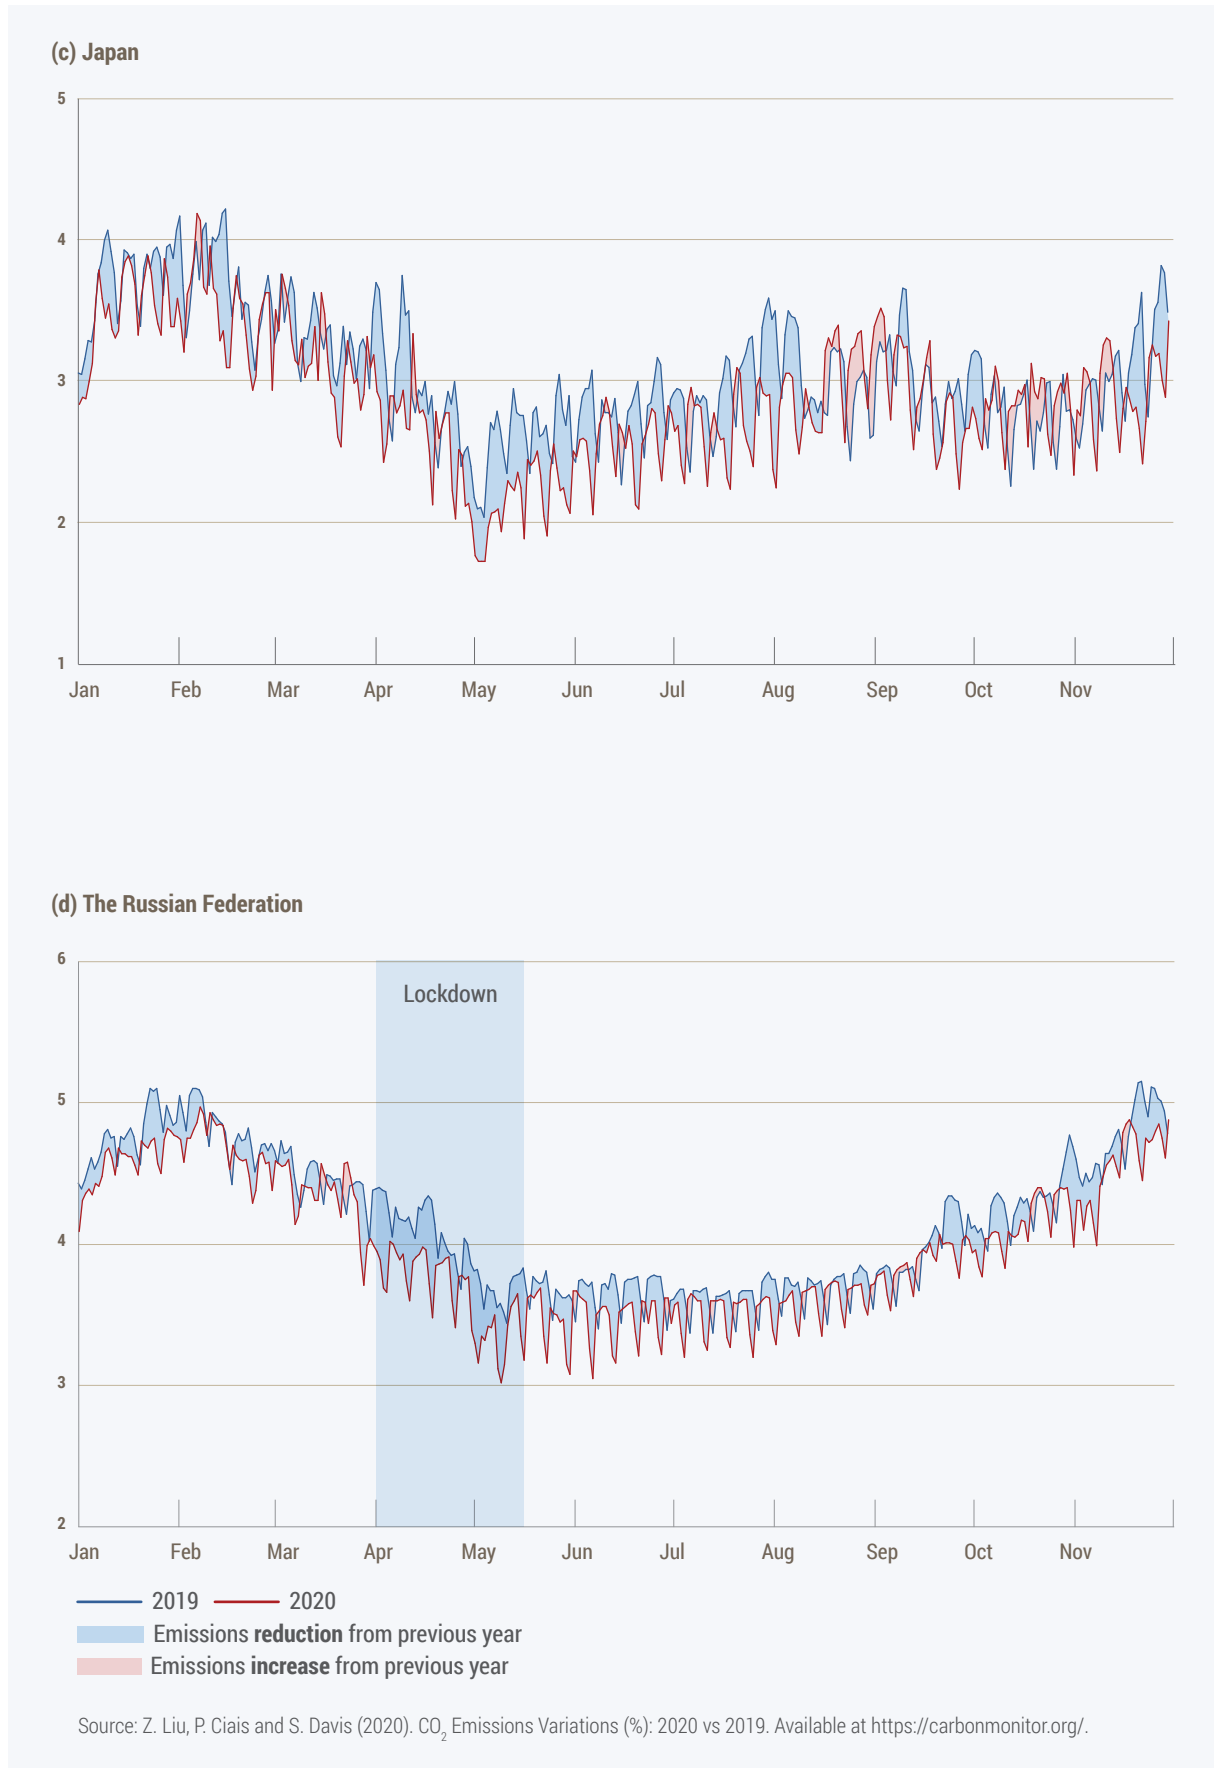 (c) Japan
5
4
3
2
1
Jan Feb Mar Apr May Jun Jul Aug Sep Oct Nov
(d) The Russian Federation
6
Lockdown
5
4
3
2
Jan Feb Mar Apr May Jun Jul Aug Sep Oct Nov
2019 2020
Emissions reduction from previous year
Emissions increase from previous year
Source: Z. Liu, P. Ciais and S. Davis (2020). CO2 Emissions Variations (%): 2020 vs 2019. Available at https://carbonmonitor.org/.